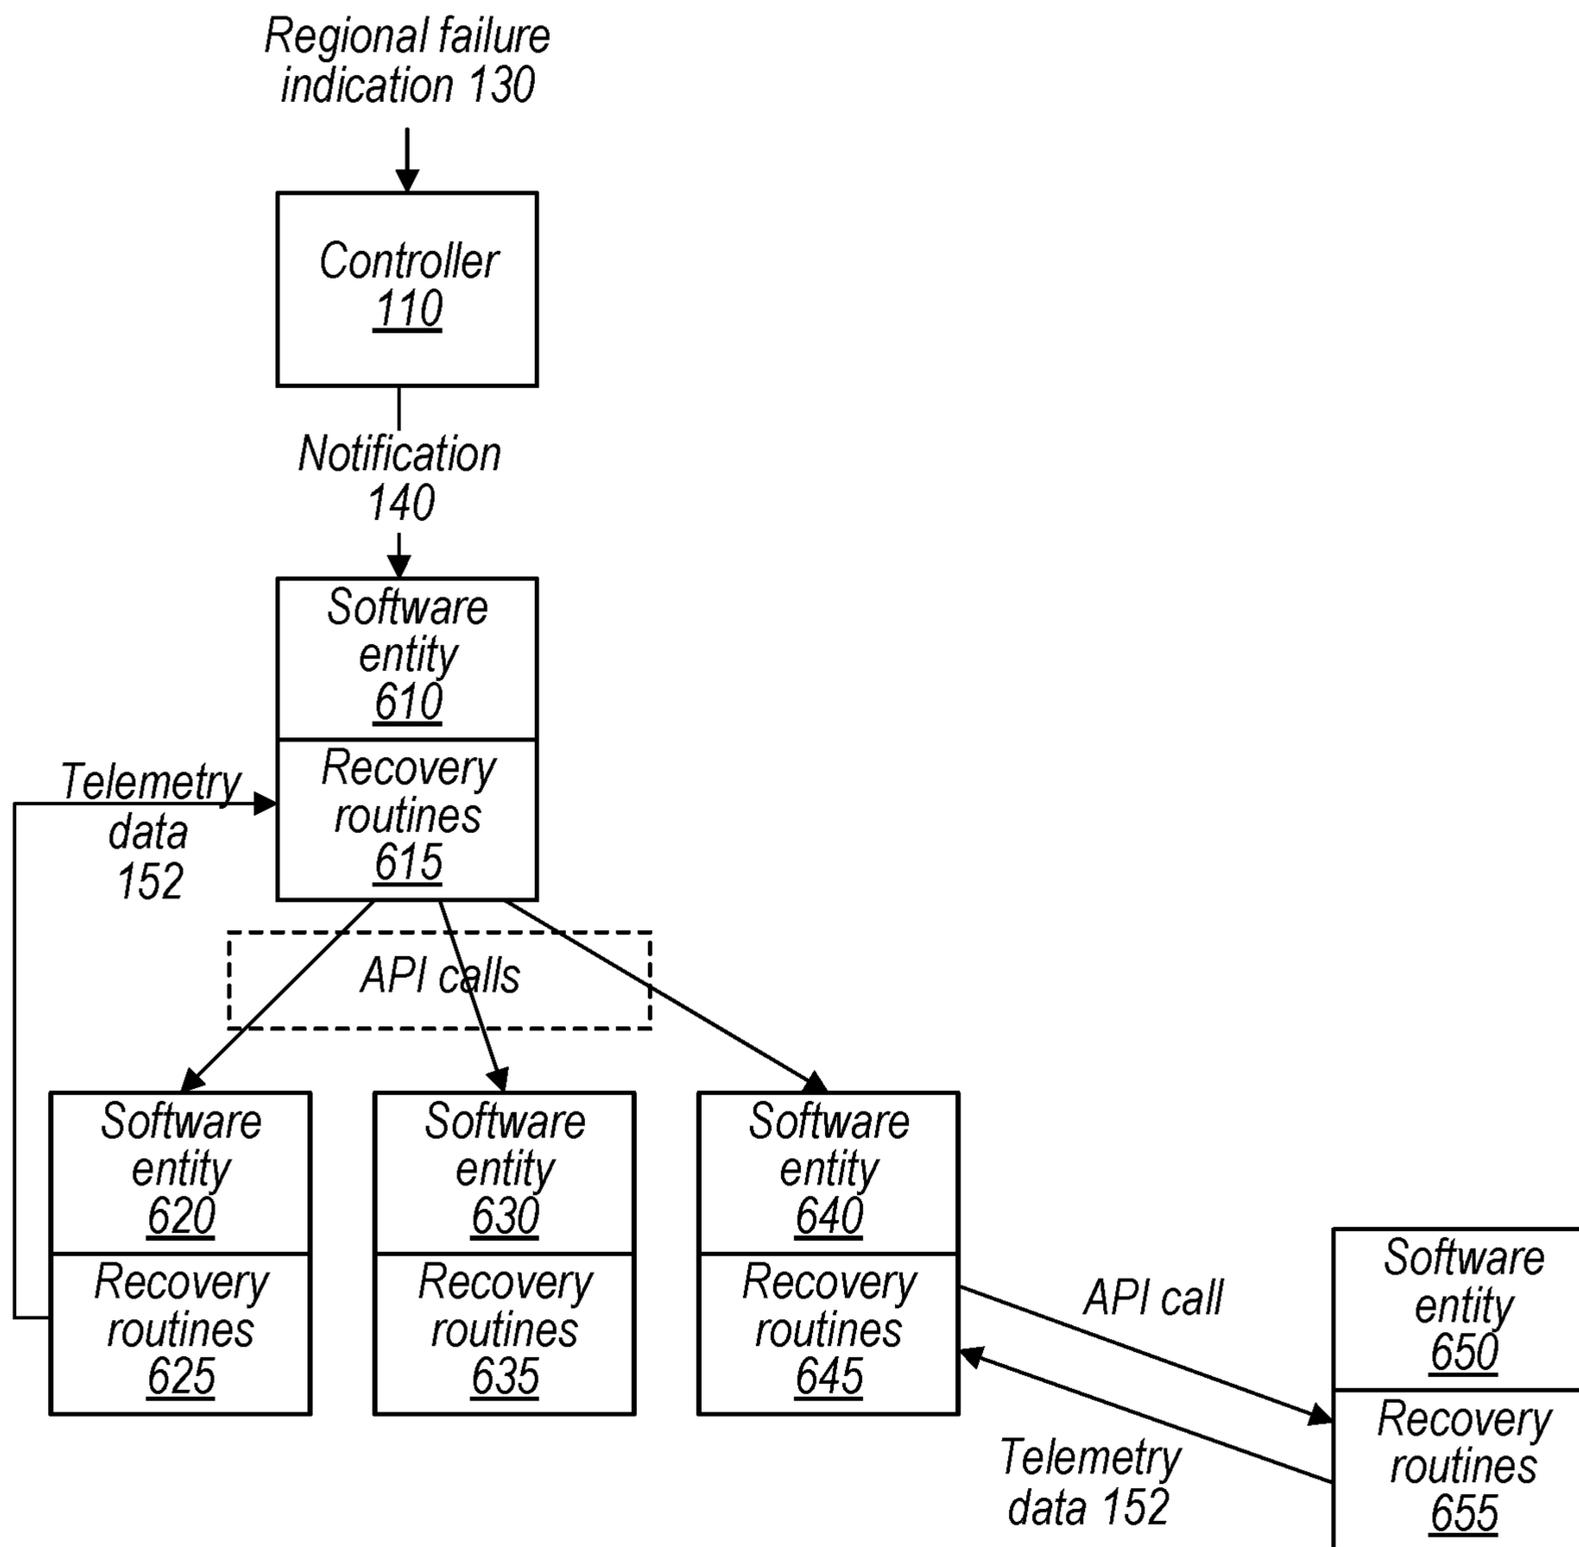 Regional failure
indication 130
Controller
110
Notification
140
Software
entity
610
Recovery
routines
615
Telemetry
data
152
API calls
Software
entity
620
Recovery
routines
625
Software
entity
630
Recovery
routines
635
Software
entity
640
Recovery
routines
645
API call
Telemetry
data 152
Software
entity
650
Recovery
routines
655